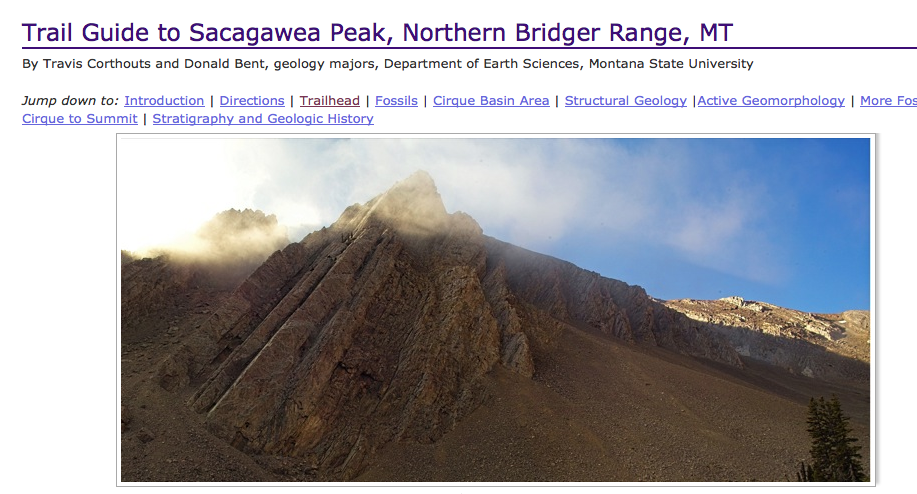 Trail Guide to Sacagawea Peak, Northern Bridger Range, MT
By Travis Corthouts and Donald Bent, geology majors, Department of Earth Sciences, Montana State University
Jump down to: Introduction | Directions | Trailhead | Fossils | Cirque Basin Area | Structural Geology |Active Geomorphology | More Fos
Cirque to Summit | Stratigraphy and Geologic History